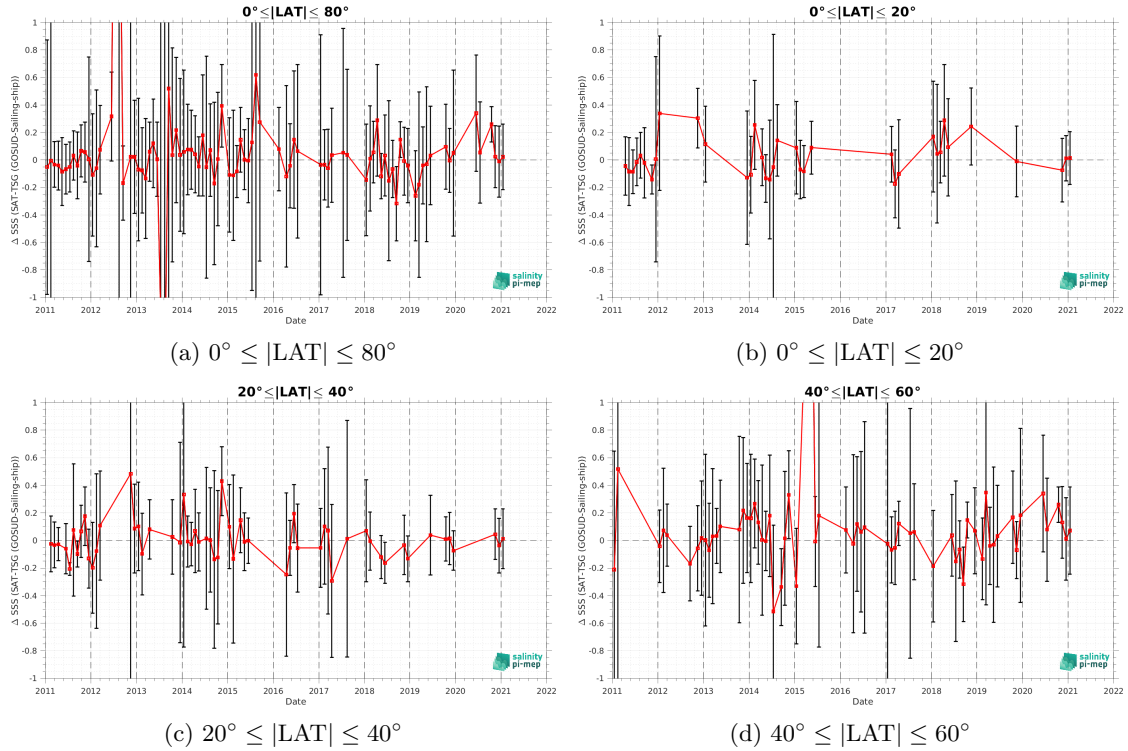 0°≤|LAT|≤ 80°
Δ SSS (SAT-TSG (GOSUD-Sailing-ship))
1
0.8
0.6
0.4
0.2
0
-0.2
-0.4
-0.6
-0.8
-1
2011 2012 2013 2014 2015 2016 2017 2018 2019 2020 2021 2022
Date
salinity
pi-mep
(a) 0° ≤ |LAT| ≤ 80°
0°≤|LAT|≤ 20°
Δ SSS (SAT-TSG (GOSUD-Sailing-ship))
1
0.8
0.6
0.4
0.2
0
-0.2
-0.4
-0.6
-0.8
-1
2011 2012 2013 2014 2015 2016 2017 2018 2019 2020 2021 2022
Date
salinity
pi-mep
(b) 0° ≤ |LAT| ≤ 20°
20°≤|LAT|≤ 40°
Δ SSS (SAT-TSG (GOSUD-Sailing-ship))
1
0.8
0.6
0.4
0.2
0
-0.2
-0.4
-0.6
-0.8
-1
2011 2012 2013 2014 2015 2016 2017 2018 2019 2020 2021 2022
Date
salinity
pi-mep
(c) 20° ≤ |LAT| ≤ 40°
40°≤|LAT|≤ 60°
Δ SSS (SAT-TSG (GOSUD-Sailing-ship))
1
0.8
0.6
0.4
0.2
0
-0.2
-0.4
-0.6
-0.8
-1
2011 2012 2013 2014 2015 2016 2017 2018 2019 2020 2021 2022
Date
salinity
pi-mep
(d) 40° ≤ |LAT| ≤ 60°